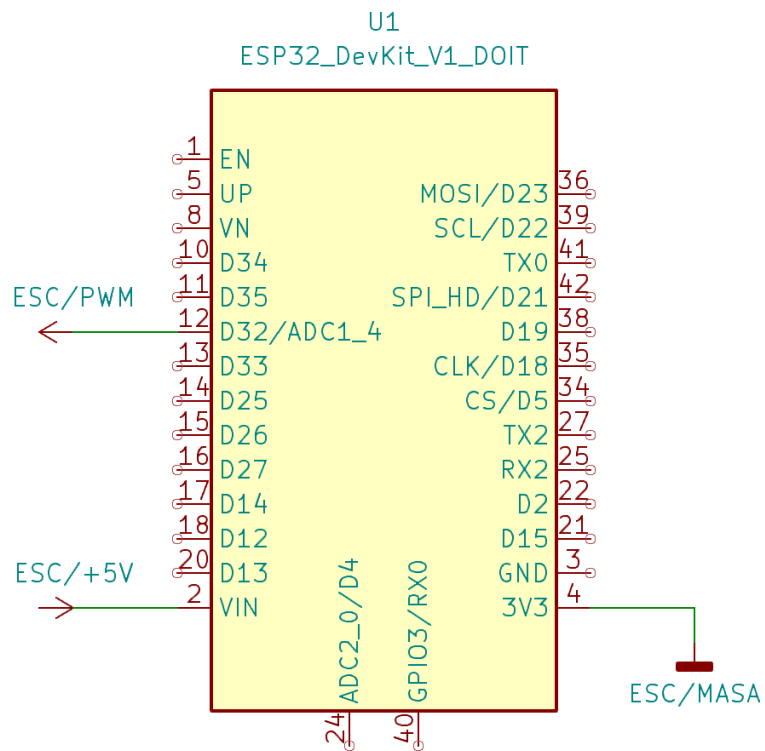 U1
ESP32_DevKit_V1_DOIT
1 EN
5 UP
8 VN
10 D34
11 D35
ESC/PWM
12 D32/ADC1_4
13 D33
14 D25
15 D26
16 D27
17 D14
18 D12
20 D13
ESC/+5V
2 VIN
MOSI/D23 36
SCL/D22 39
TX0 41
SPI_HD/D21 42
D19 38
CLK/D18 35
CS/D5 34
TX2 27
RX2 25
D2 22
D15 21
GND 3
3V3 4
ESC/MASA
ADC2_0/D4
24
GPIO3/RX0
40